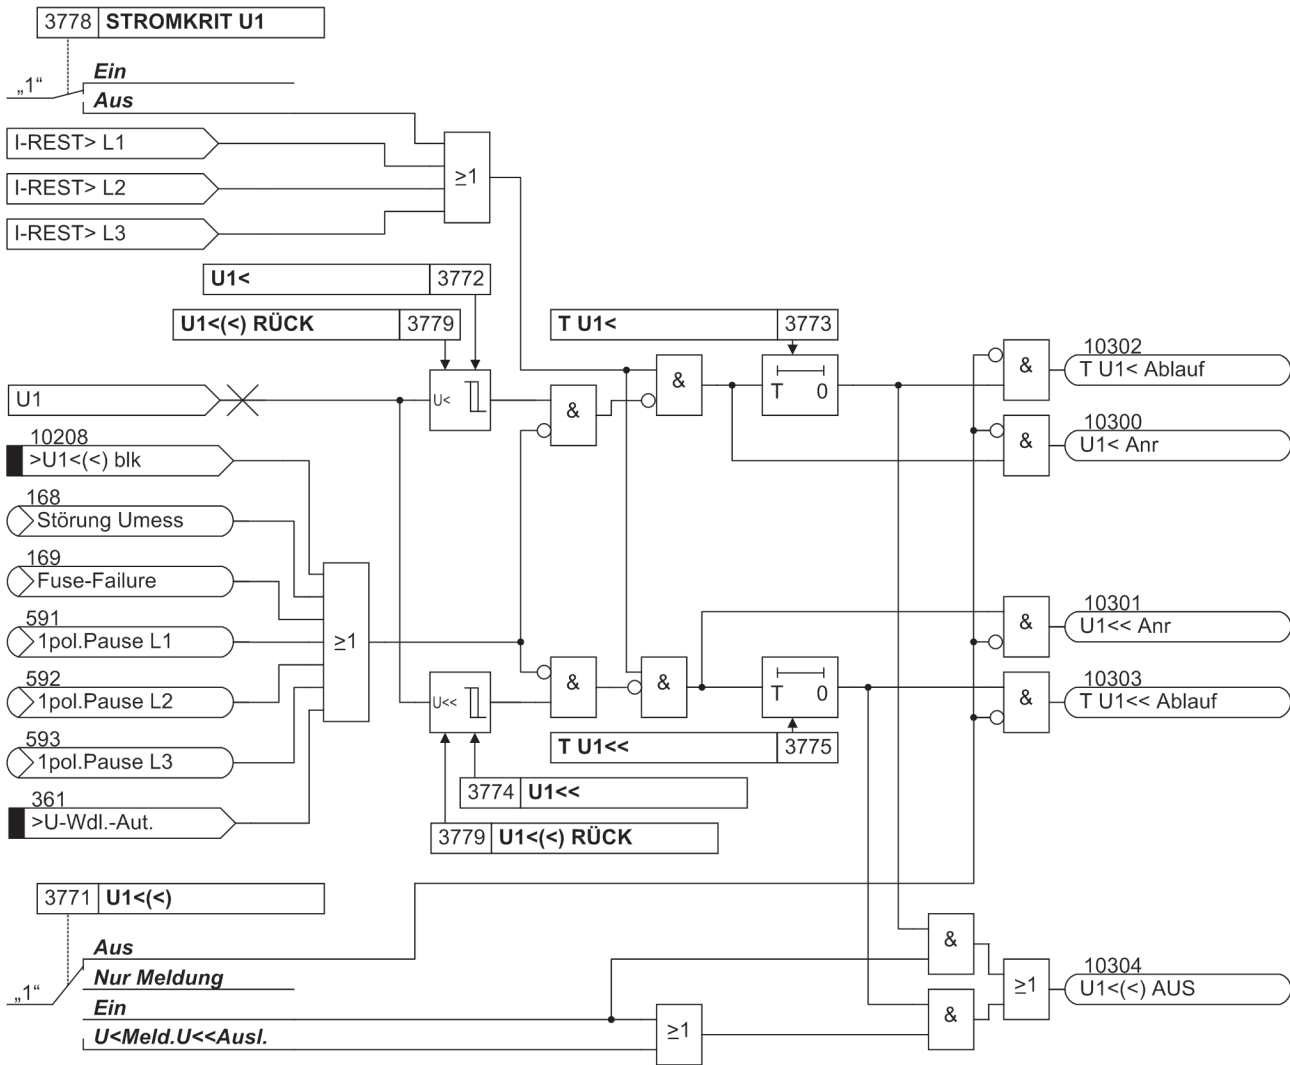 3778 STROMKRIT U1
„1“
Ein
Aus
I-REST> L1
I-REST> L2
I-REST> L3
≥1
U1< 3772
U1<(<) RÜCK 3779
T U1< 3773
U1
U<
&
&
T 0
&
10302
T U1< Ablauf
&
10300
U1< Anr
10208
>U1<(<) blk
168
Störung Umess
169
Fuse-Failure
591
1pol.Pause L1
592
1pol.Pause L2
593
1pol.Pause L3
361
>U-Wdl.-Aut.
≥1
U<<
&
&
T 0
&
10301
U1<< Anr
&
10303
T U1<< Ablauf
T U1<< 3775
3774 U1<<
3779 U1<(<) RÜCK
3771 U1<(<)
„1“
Aus
Nur Meldung
Ein
U<Meld.U<<Ausl.
≥1
&
&
≥1
10304
U1<(<) AUS